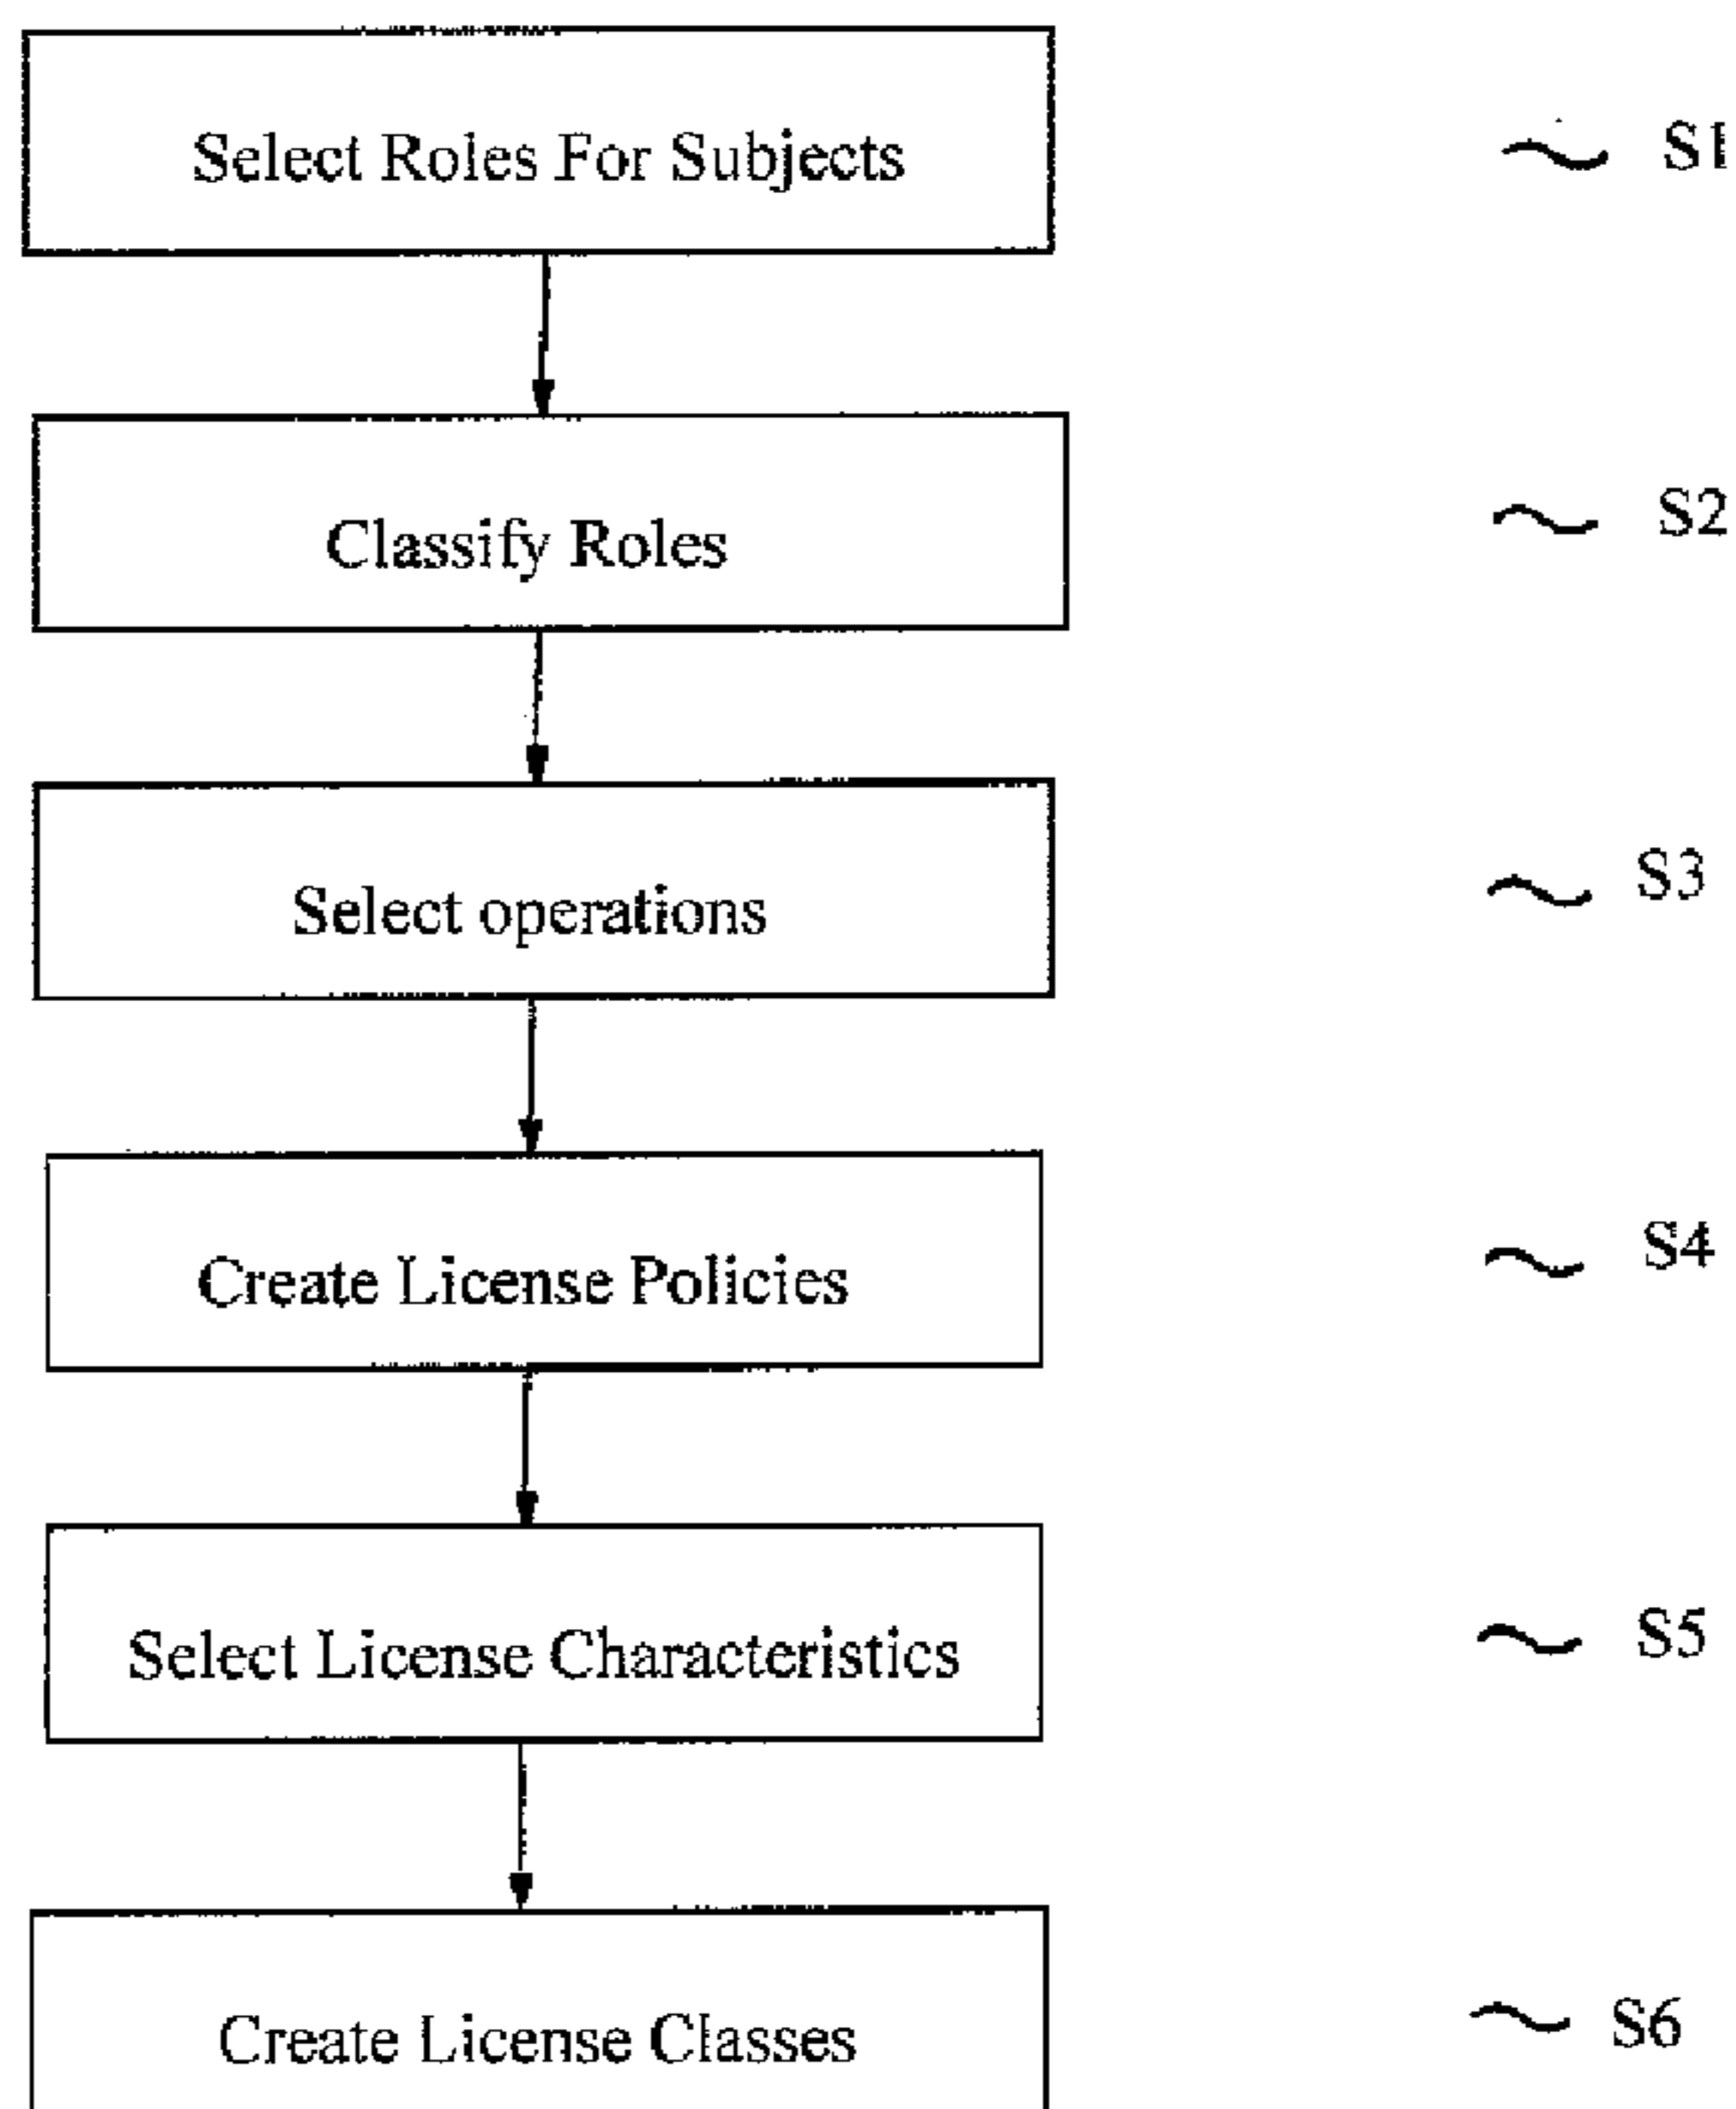 Select Roles For Subjects
S1
Classify Roles
S2
Select operations
S3
Create License Policies
S4
Select License Characteristics
S5
Create License Classes
S6